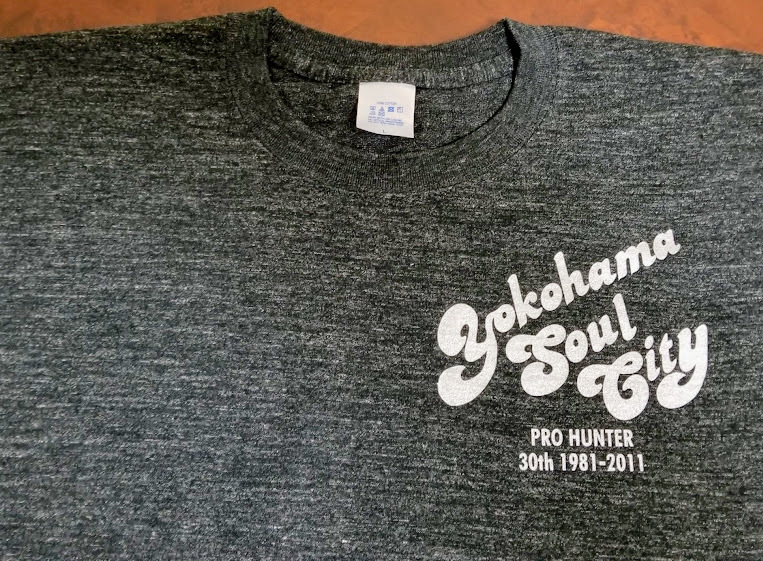 Yokohama
Soul
City
PRO HUNTER
30th 1981-2011